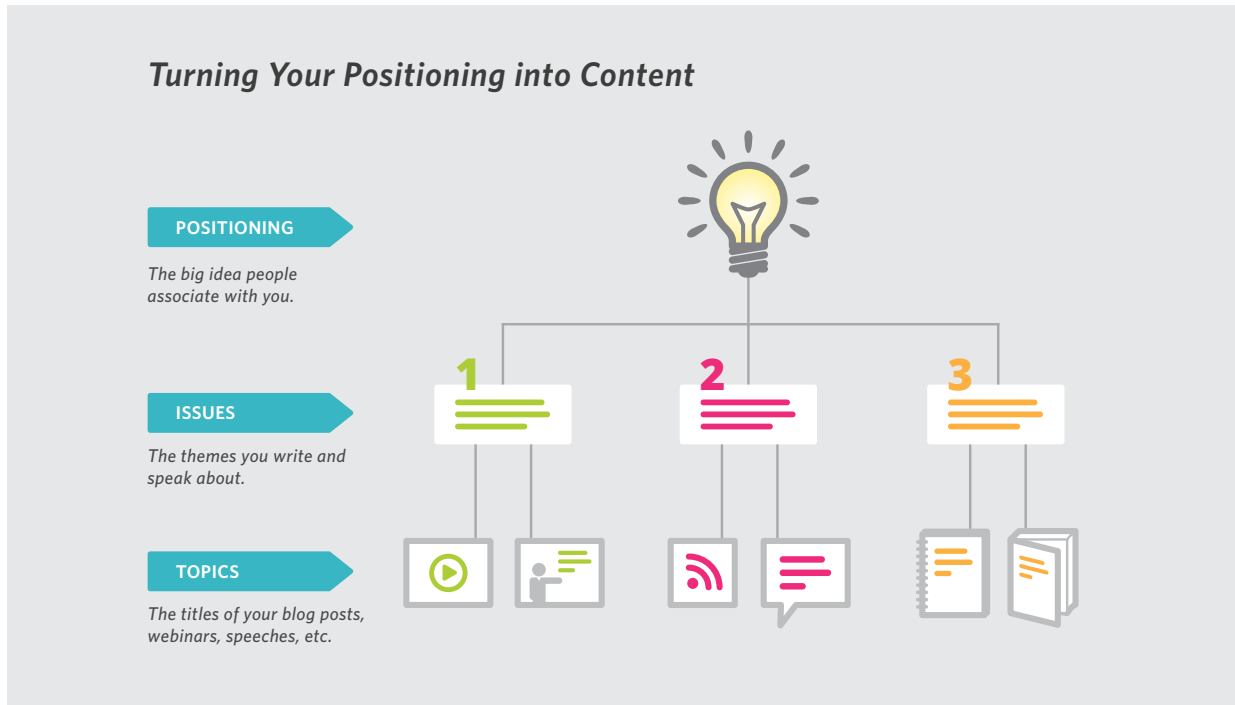 Turning Your Positioning into Content
POSITIONING
The big idea people
associate with you.
1
2
3
ISSUES
The themes you write and
speak about.
TOPICS
The titles of your blog posts,
webinars, speeches, etc.